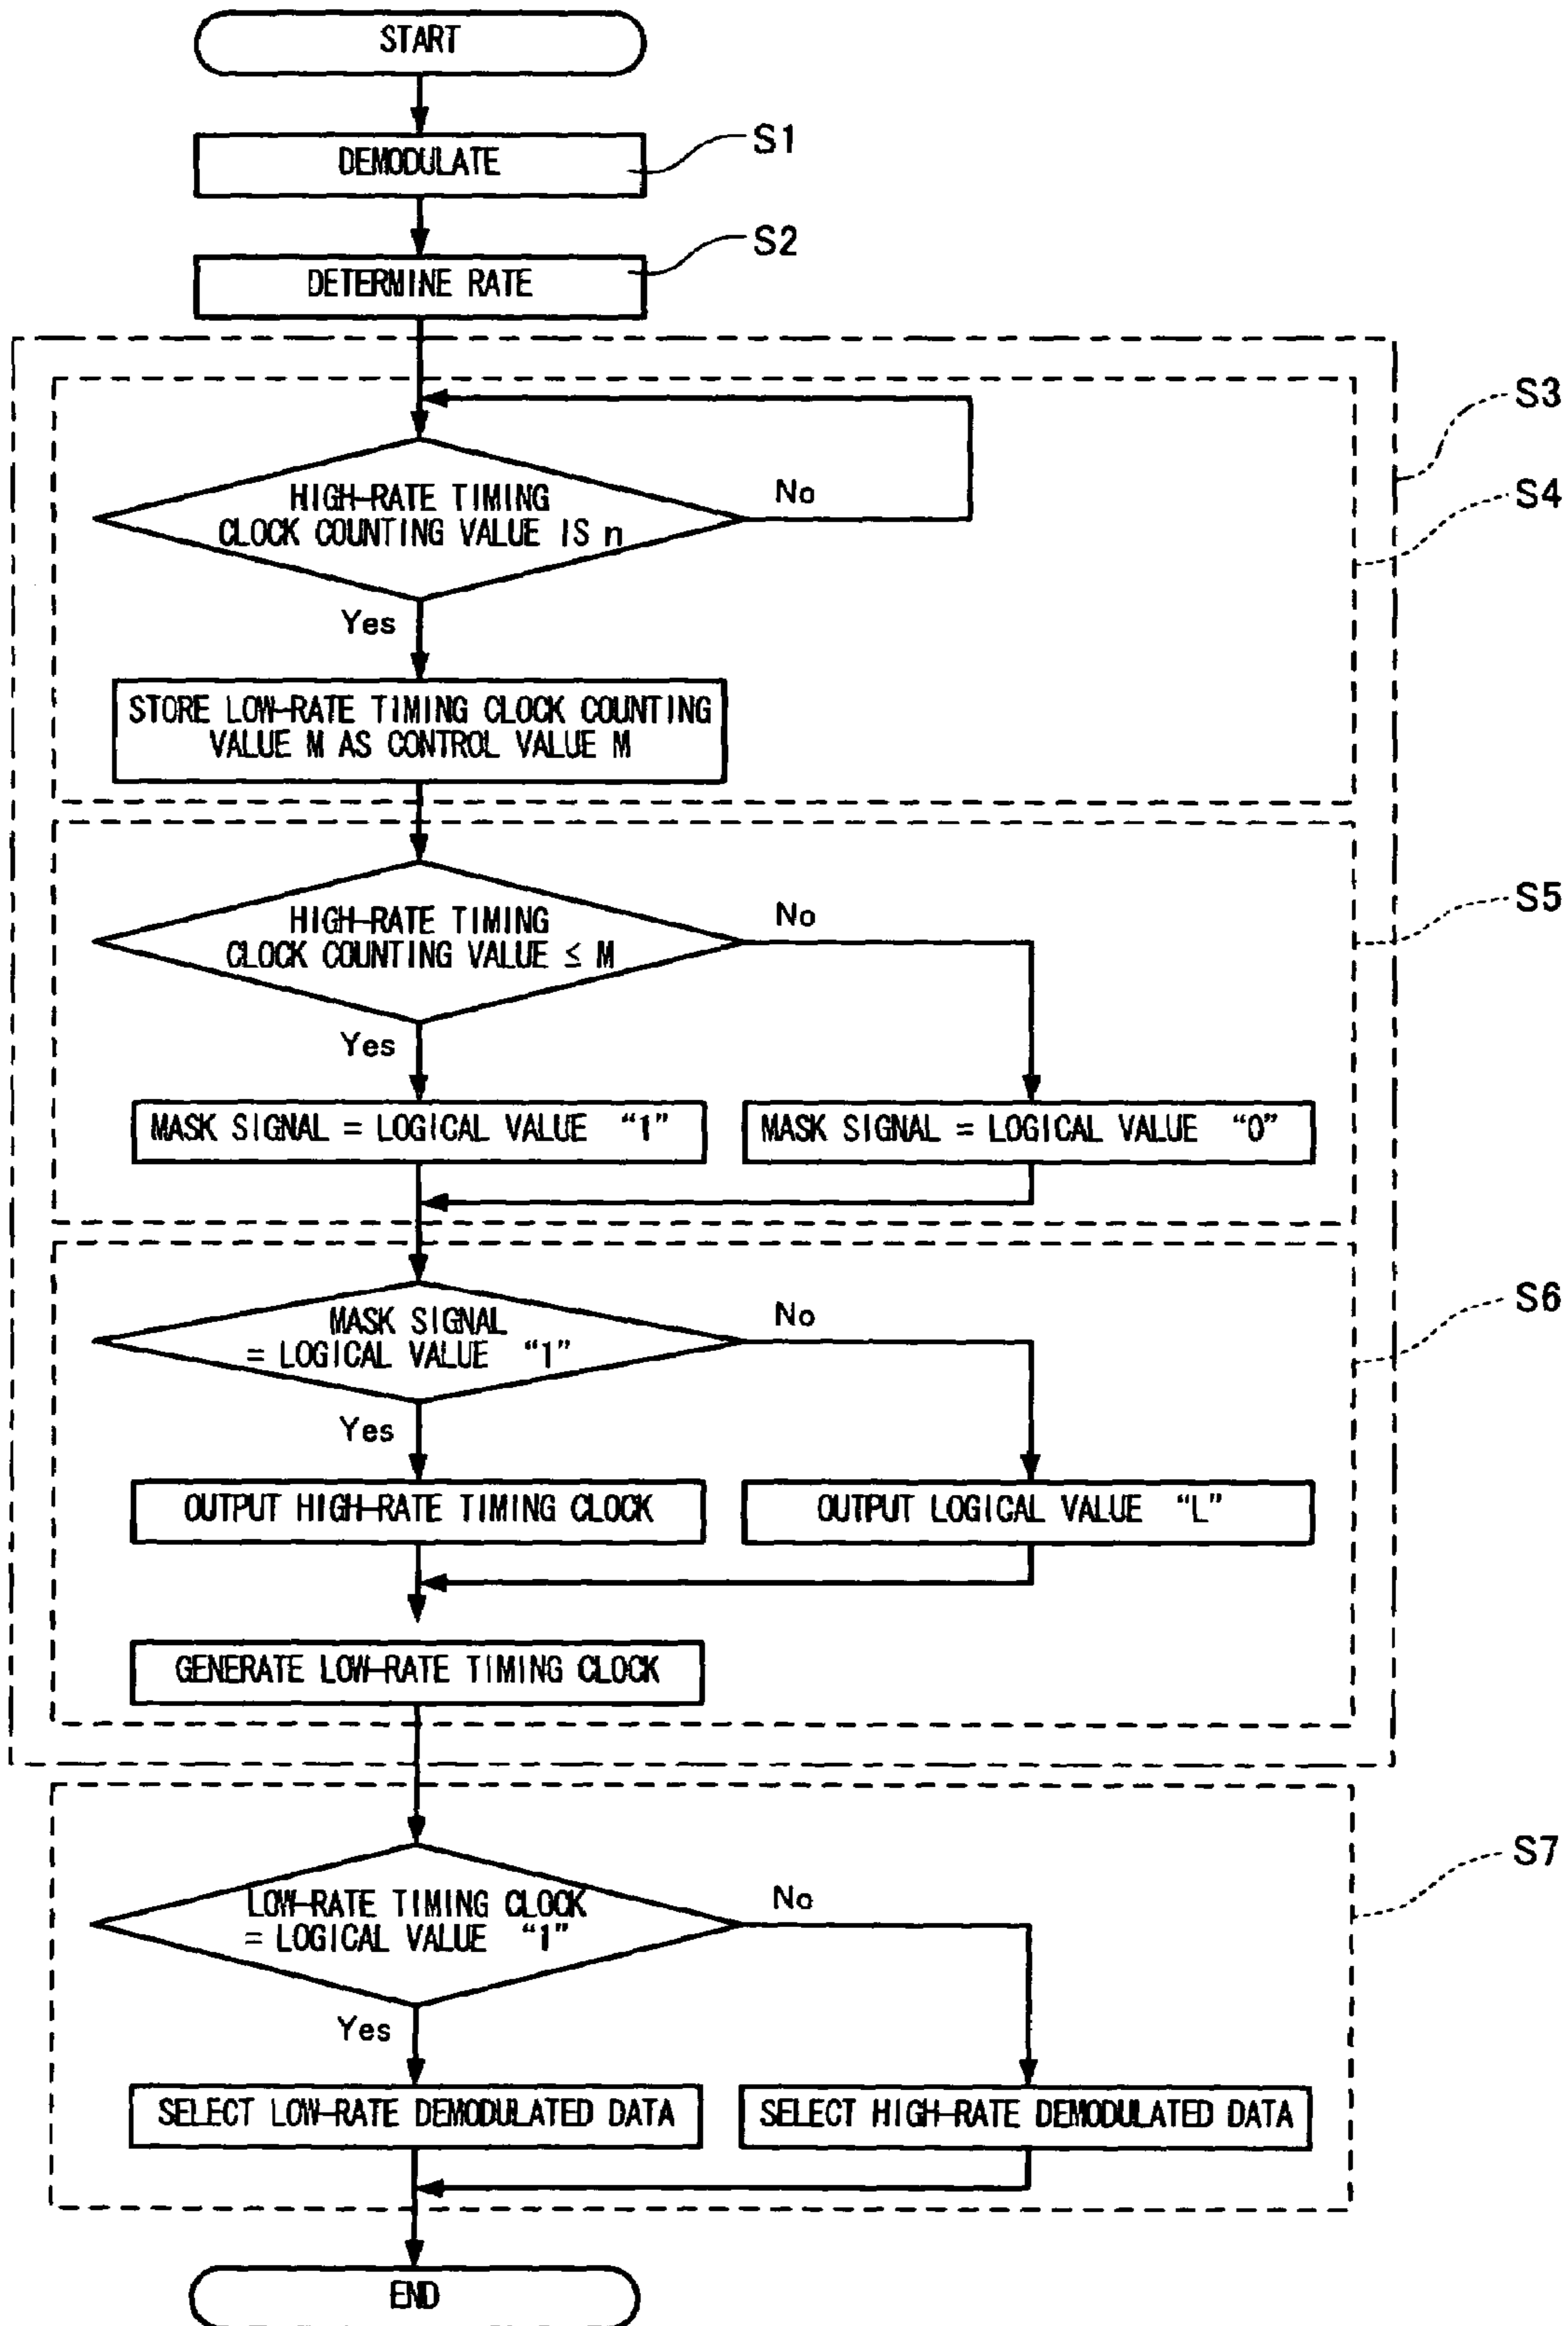 START
DEMODULATE
S1
DETERMINE RATE
S2
S3
S4
HIGH-RATE TIMING
CLOCK COUNTING VALUE IS n
No
Yes
STORE LOW-RATE TIMING CLOCK COUNTING
VALUE M AS CONTROL VALUE M
S5
HIGH-RATE TIMING
CLOCK COUNTING VALUE ≤ M
No
Yes
MASK SIGNAL = LOGICAL VALUE “1”
MASK SIGNAL = LOGICAL VALUE “0”
S6
MASK SIGNAL
= LOGICAL VALUE “1”
No
Yes
OUTPUT HIGH-RATE TIMING CLOCK
OUTPUT LOGICAL VALUE “L”
GENERATE LOW-RATE TIMING CLOCK
S7
LOW-RATE TIMING CLOCK
= LOGICAL VALUE “1”
No
Yes
SELECT LOW-RATE DEMODULATED DATA
SELECT HIGH-RATE DEMODULATED DATA
END